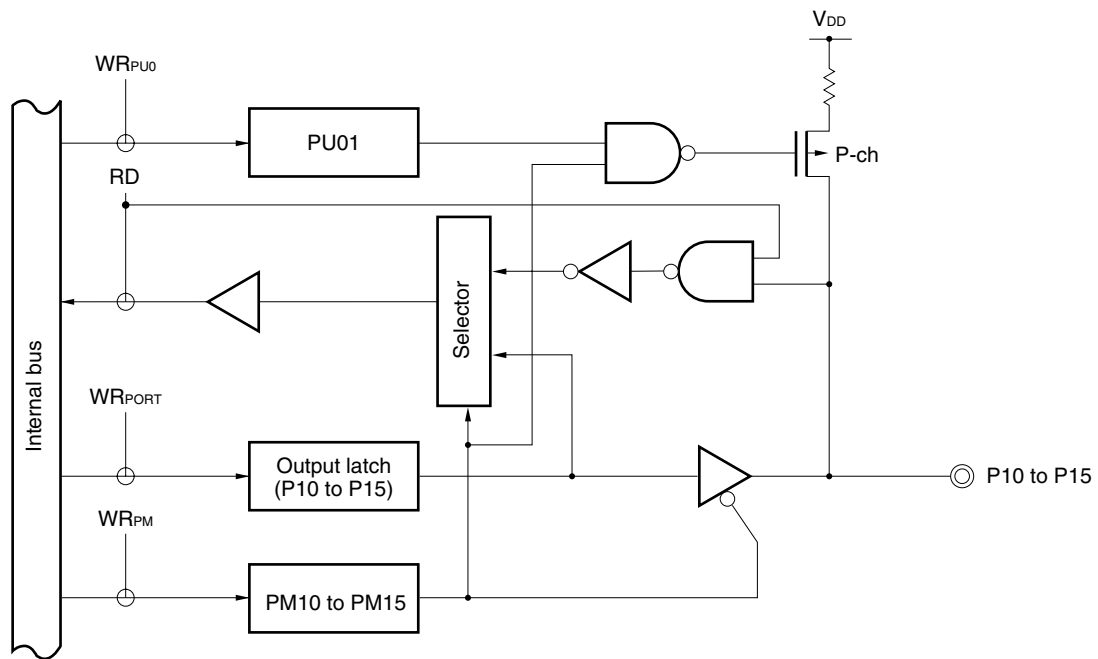 VDD
WRPU0
PU01
P-ch
RD
Selector
Internal bus
WRPORT
Output latch
(P10 to P15)
P10 to P15
WRPM
PM10 to PM15